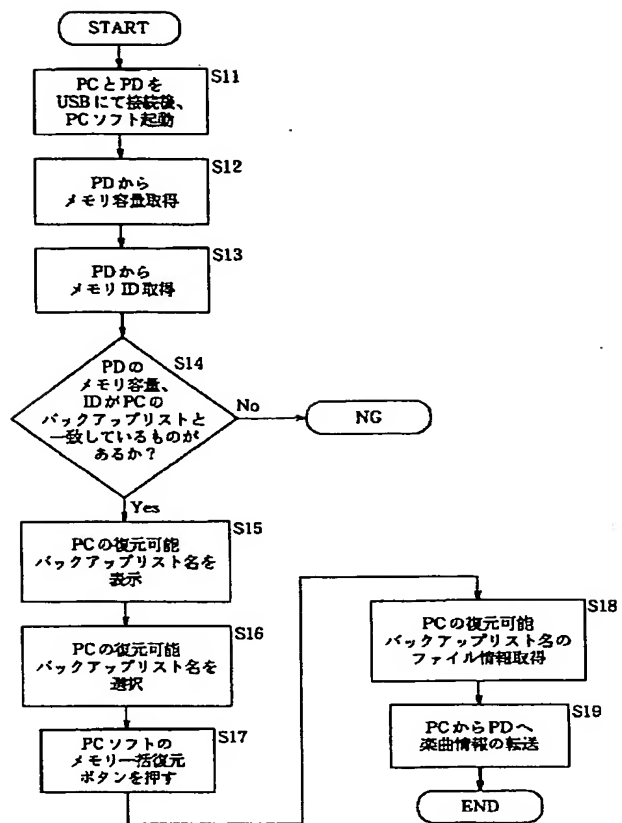 START
S11
PCとPDを
USBにて接続後、
PCソフト起動
S12
PDから
メモリ容量取得
S13
PDから
メモリID取得
S14
PDの
メモリ容量、
IDがPCの
バックアップリストと
一致しているものが
あるか?
No
NG
Yes
S15
PCの復元可能
バックアップリスト名を
表示
S16
PCの復元可能
バックアップリスト名を
選択
S17
PCソフトの
メモリ一括復元
ボタンを押す
S18
PCの復元可能
バックアップリスト名の
ファイル情報取得
S19
PCからPDへ
楽曲情報の転送
END